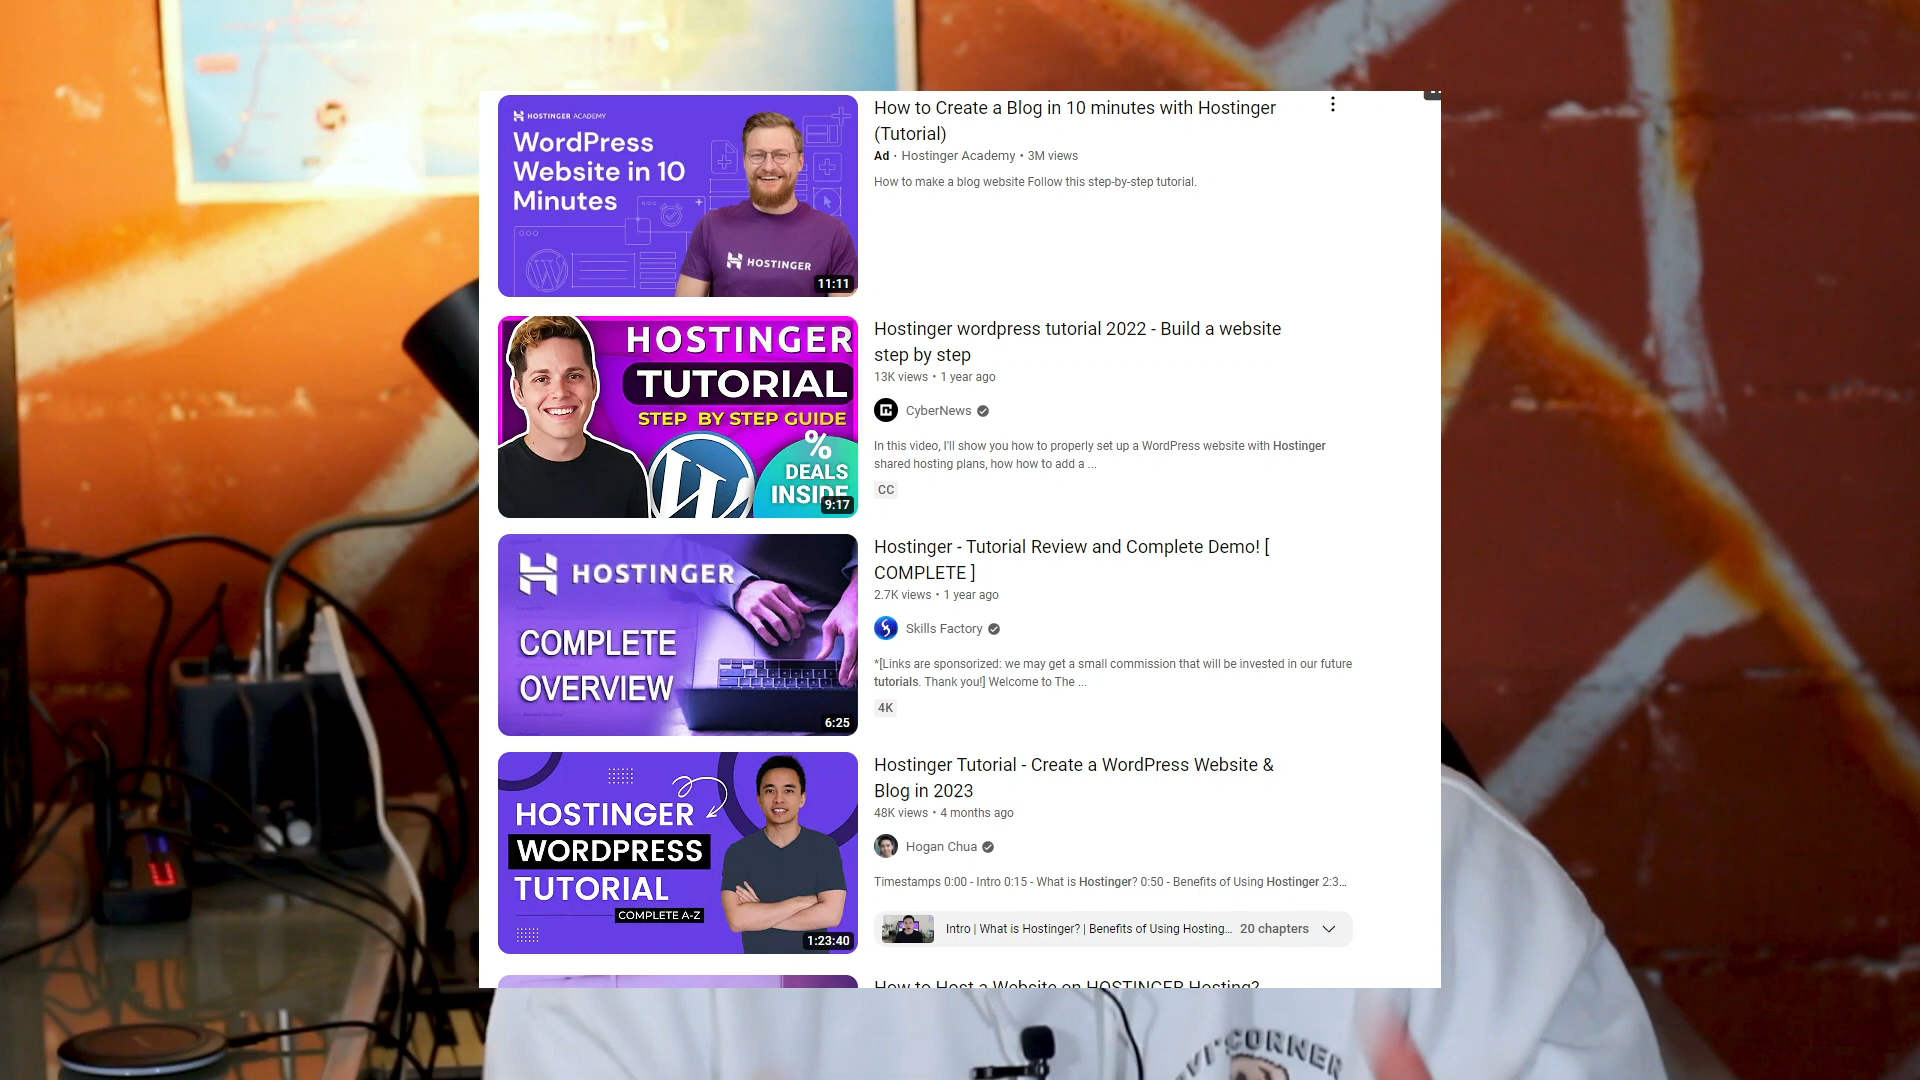 HOSTINGER ACADEMY
WordPress
Website in 10
Minutes
HOSTINGER
11:11
How to Create a Blog in 10 minutes with Hostinger
(Tutorial)
Ad · Hostinger Academy • 3M views
How to make a blog website Follow this step-by-step tutorial.
HOSTINGER
TUTORIAL
STEP BY STEP GUIDE
%
DEALS
INSIDE
9:17
Hostinger wordpress tutorial 2022 - Build a website
step by step
13K views • 1 year ago
CyberNews
In this video, I'll show you how to properly set up a WordPress website with Hostinger
shared hosting plans, how how to add a ...
CC
HOSTINGER
COMPLETE
OVERVIEW
6:25
Hostinger - Tutorial Review and Complete Demo! [
COMPLETE ]
2.7K views • 1 year ago
Skills Factory
*[Links are sponsorized: we may get a small commission that will be invested in our future
tutorials. Thank you!] Welcome to The ...
4K
HOSTINGER
WORDPRESS
TUTORIAL
COMPLETE A-Z
1:23:40
Hostinger Tutorial - Create a WordPress Website &
Blog in 2023
48K views • 4 months ago
Hogan Chua
Timestamps 0:00 - Intro 0:15 - What is Hostinger? 0:50 - Benefits of Using Hostinger 2:3...
Intro | What is Hostinger? | Benefits of Using Hosting... 20 chapters
How to Host a Website on HOSTINGER Hosting?
CORNER